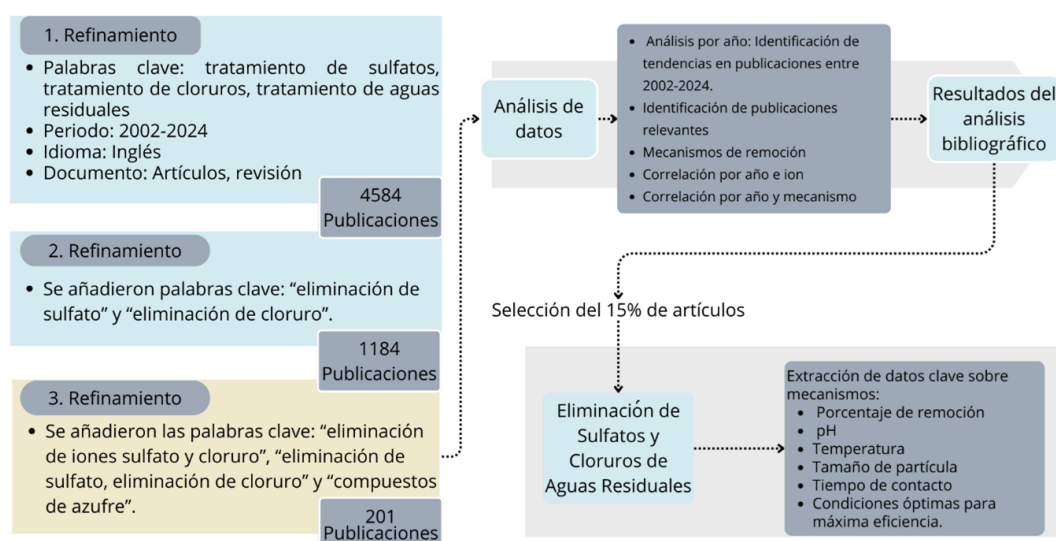 1. Refinamiento
• Palabras clave: tratamiento de sulfatos,
tratamiento de cloruros, tratamiento de aguas
residuales
• Periodo: 2002-2024
• Idioma: Inglés
• Documento: Artículos, revisión
4584
Publicaciones
2. Refinamiento
• Se añadieron palabras clave: “eliminación de
sulfato” y “eliminación de cloruro”.
1184
Publicaciones
3. Refinamiento
• Se añadieron las palabras clave: “eliminación
de iones sulfato y cloruro”, “eliminación de
sulfato, eliminación de cloruro” y “compuestos
de azufre”.
201
Publicaciones
Análisis de
datos
• Análisis por año: Identificación de
tendencias en publicaciones entre
2002-2024.
• Identificación de publicaciones
relevantes
• Mecanismos de remoción
• Correlación por año e ion
• Correlación por año y mecanismo
Resultados del
análisis
bibliográfico
Selección del 15% de artículos
Eliminación de
Sulfatos y
Cloruros de
Aguas Residuales
Extracción de datos clave sobre
mecanismos:
• Porcentaje de remoción
• pH
• Temperatura
• Tamaño de partícula
• Tiempo de contacto
• Condiciones óptimas para
máxima eficiencia.